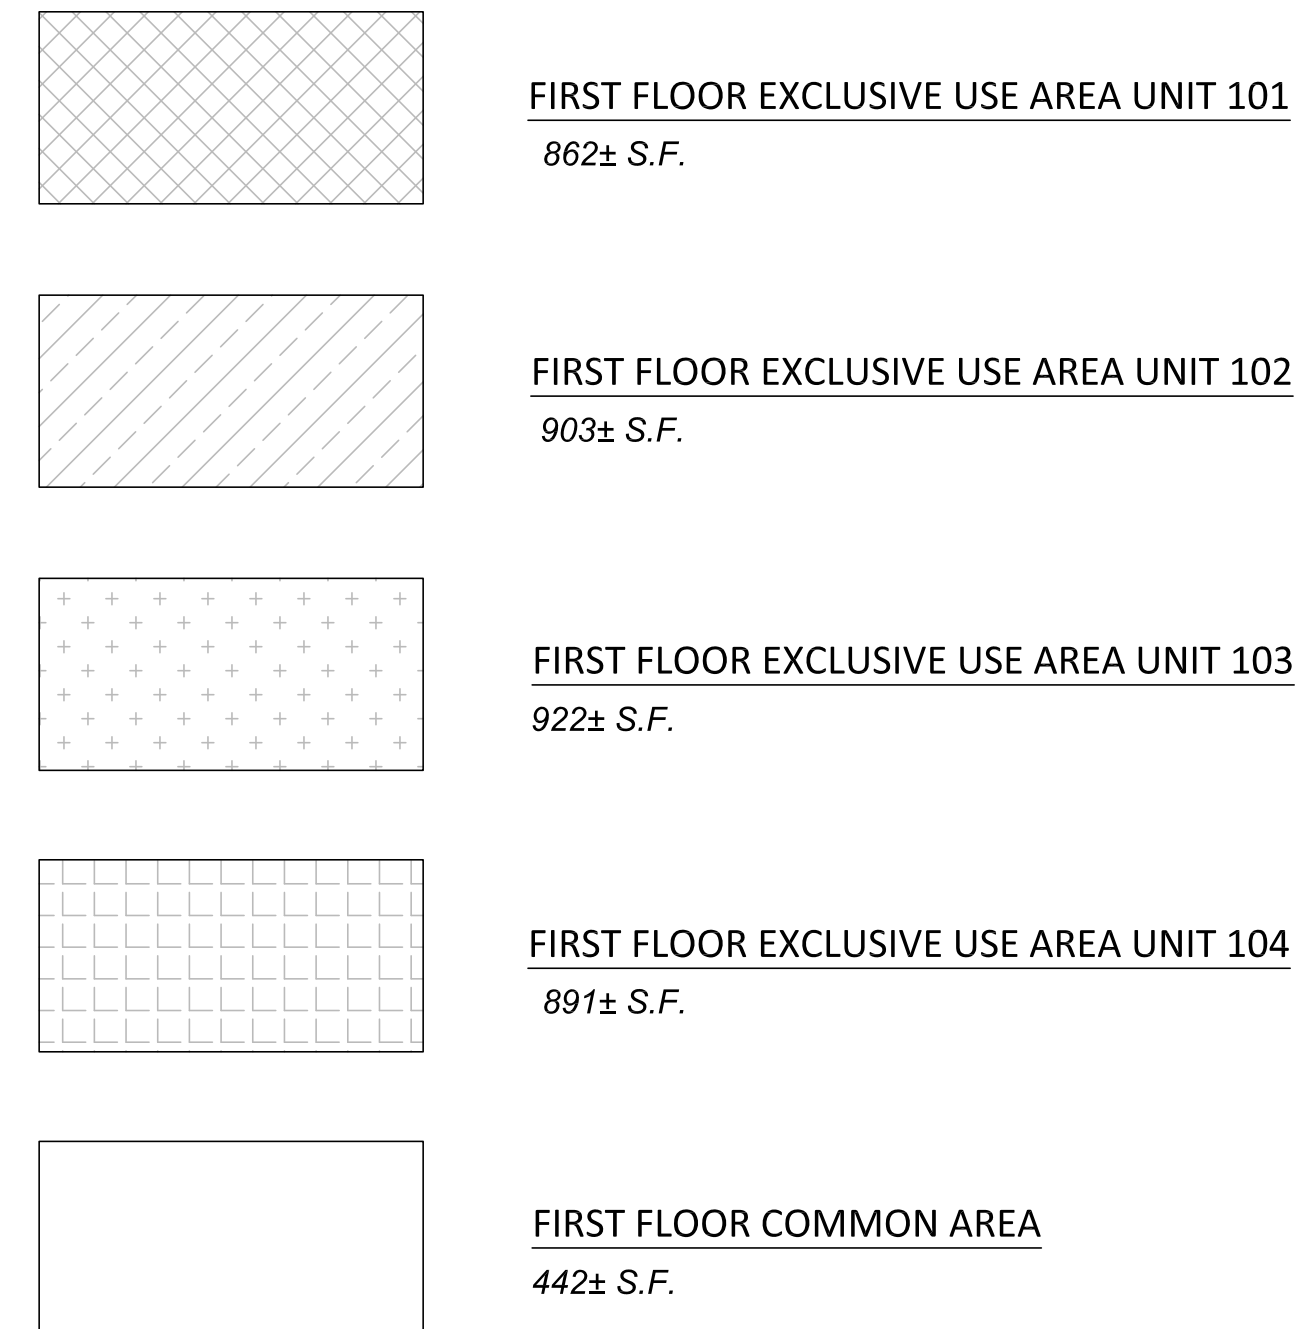 FIRST FLOOR EXCLUSIVE USE AREA UNIT 101
862± S.F.
FIRST FLOOR EXCLUSIVE USE AREA UNIT 102
903± S.F.
FIRST FLOOR EXCLUSIVE USE AREA UNIT 103
922± S.F.
FIRST FLOOR EXCLUSIVE USE AREA UNIT 104
891± S.F.
FIRST FLOOR COMMON AREA
442± S.F.